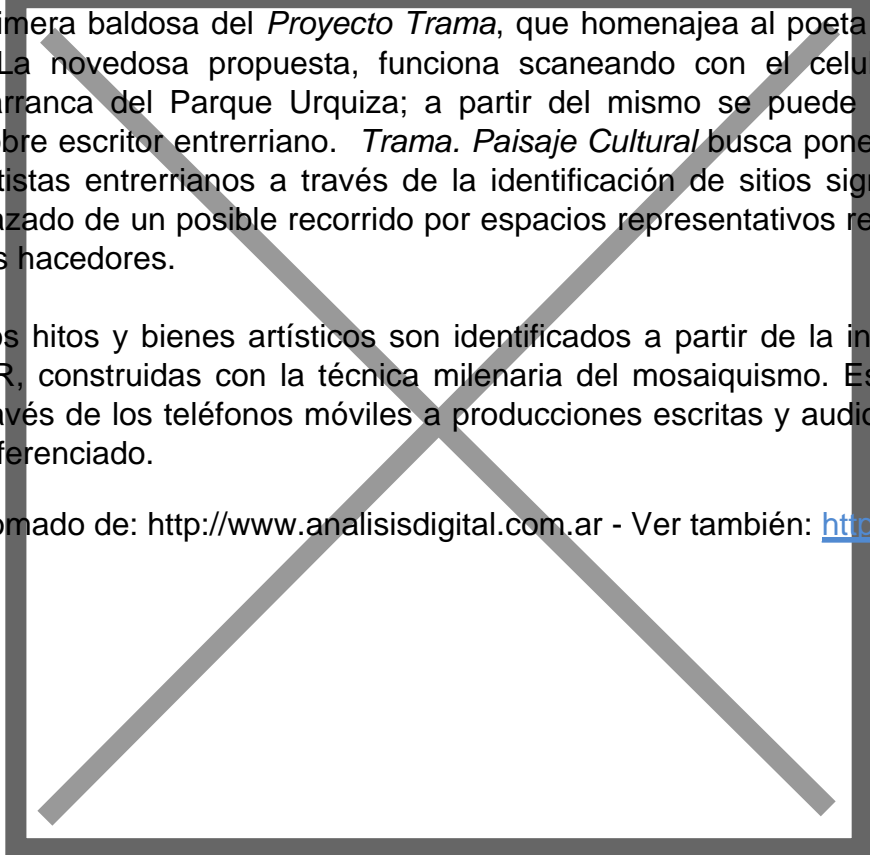 imera baldosa del Proyecto Trama, que homenajea al poeta
La novedosa propuesta, funciona scaneando con el celu
arranca del Parque Urquiza; a partir del mismo se puede
obre escritor entrerriano. Trama. Paisaje Cultural busca pone
tistas entrerrianos a través de la identificación de sitios sig
azado de un posible recorrido por espacios representativos re
s hacedores.
os hitos y bienes artísticos son identificados a partir de la in
R, construidas con la técnica milenaria del mosaiquismo. Es
avés de los teléfonos móviles a producciones escritas y audio
ferenciado.
omado de: http://www.analisisdigital.com.ar - Ver también: http